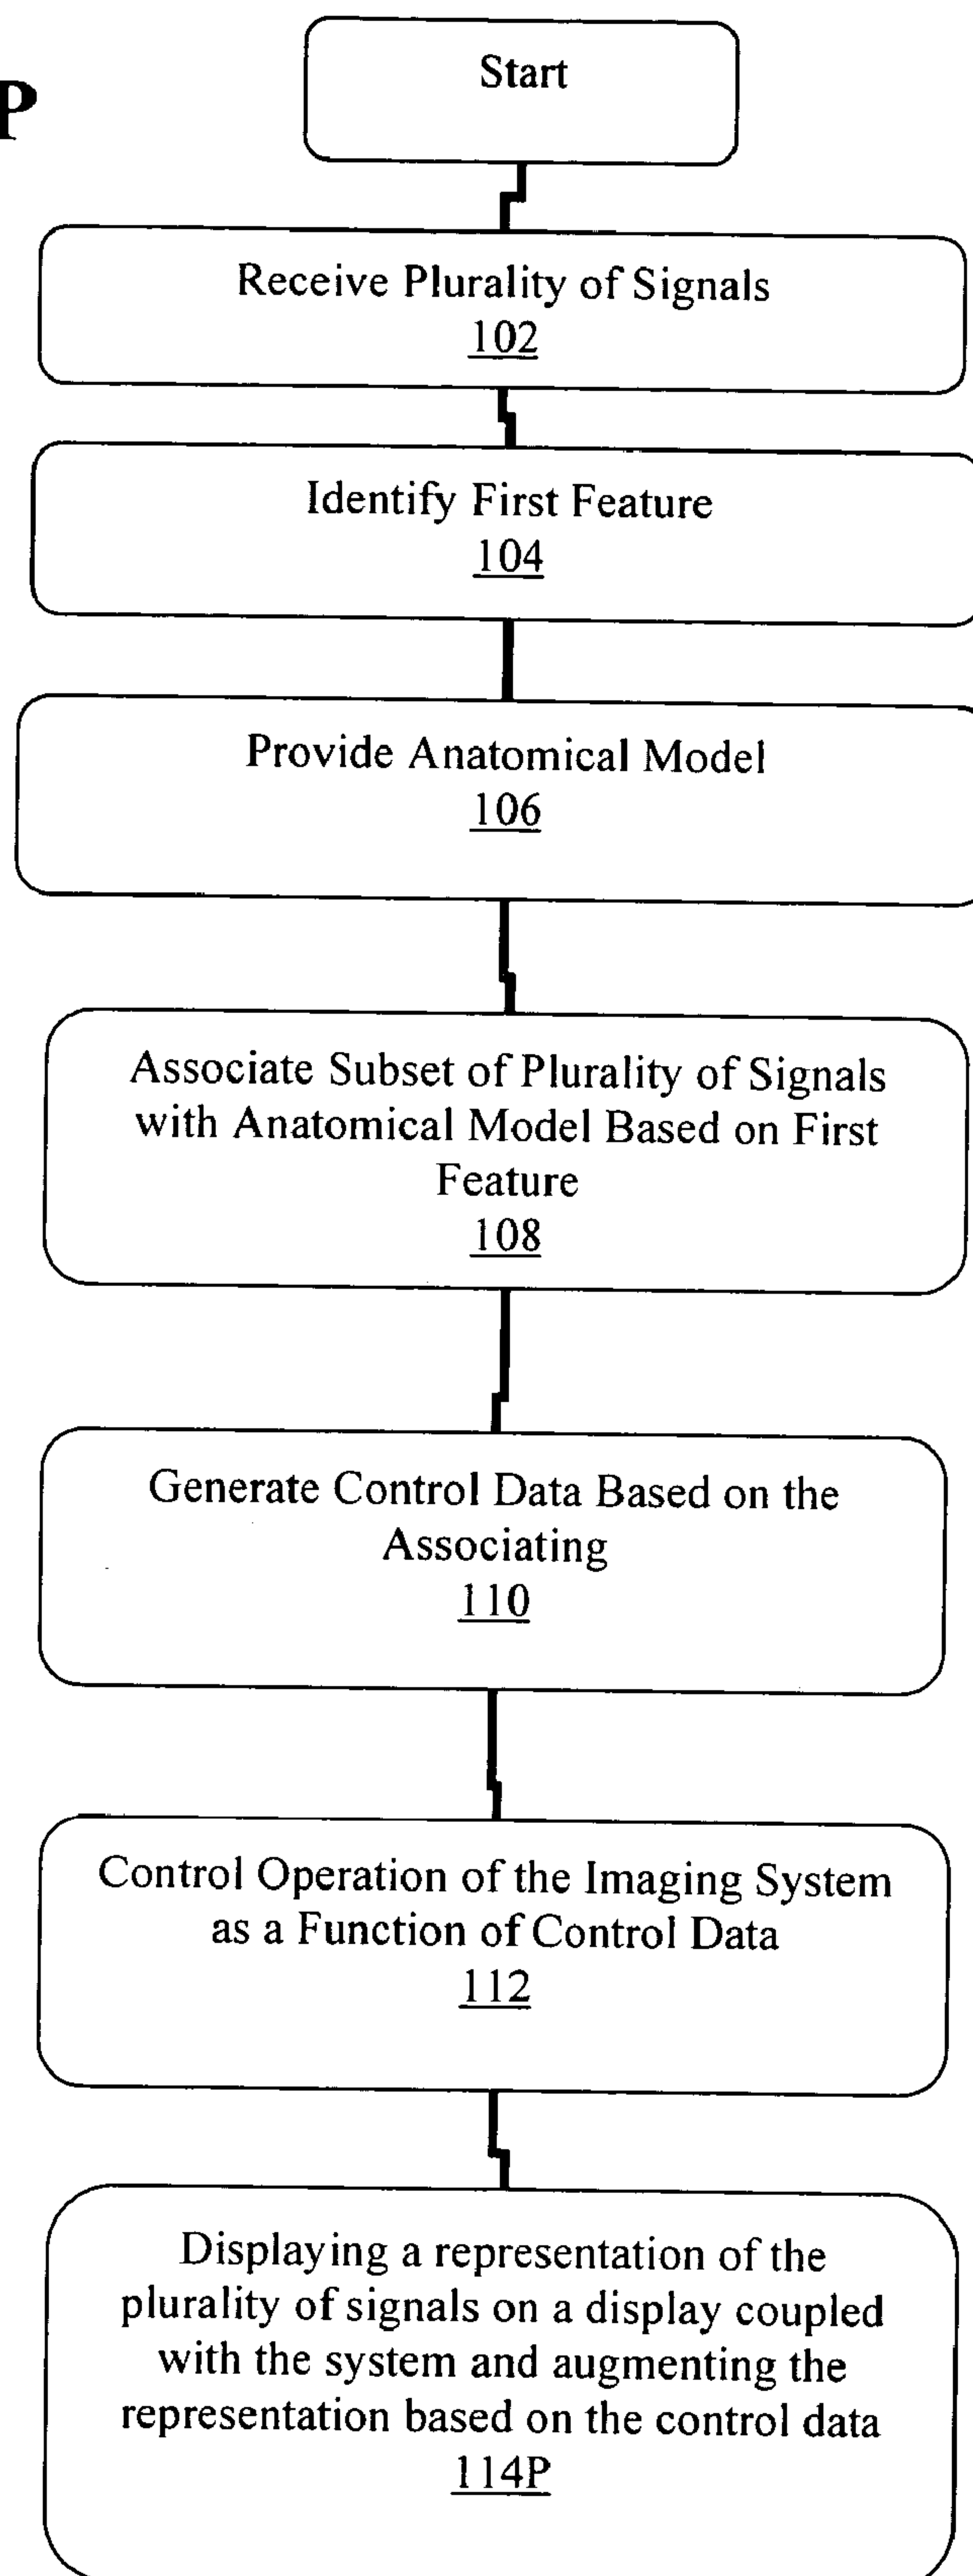 P
Start
Receive Plurality of Signals
102
Identify First Feature
104
Provide Anatomical Model
106
Associate Subset of Plurality of Signals
with Anatomical Model Based on First
Feature
108
Generate Control Data Based on the
Associating
110
Control Operation of the Imaging System
as a Function of Control Data
112
Displaying a representation of the
plurality of signals on a display coupled
with the system and augmenting the
representation based on the control data
114P